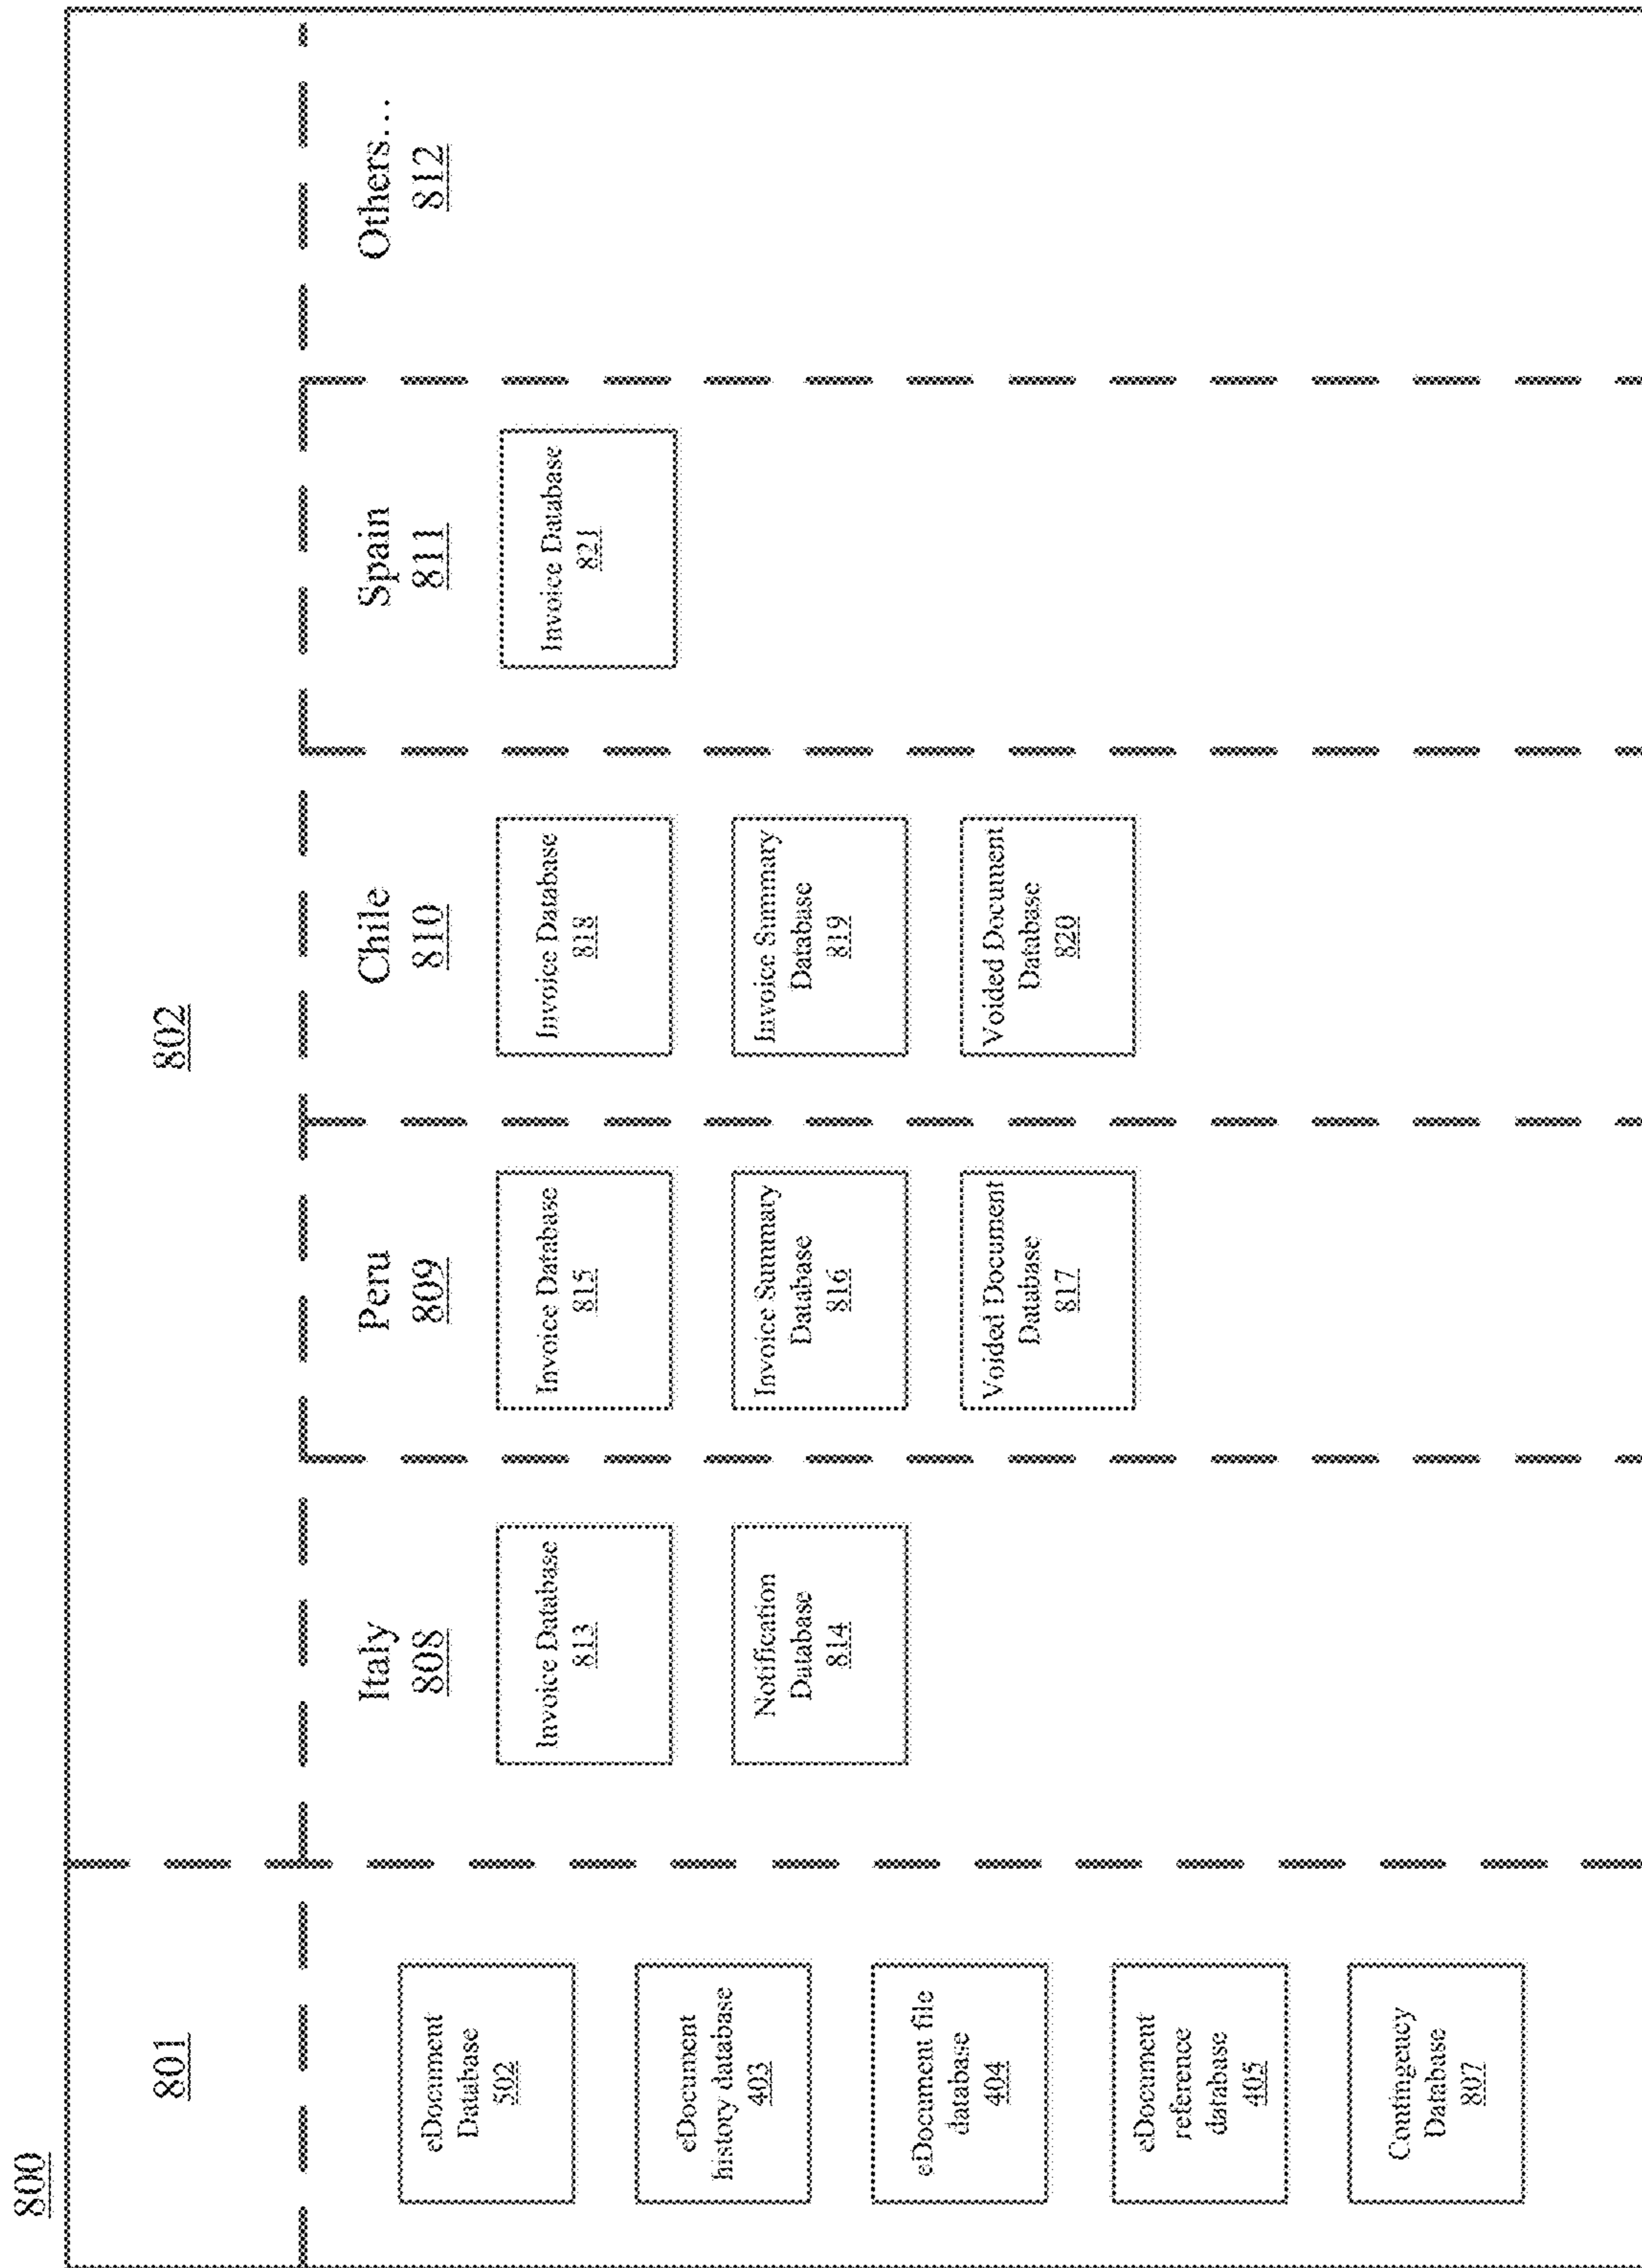 800
801
802
eDocument
Database
502
eDocument
history database
403
eDocument file
database
404
eDocument
reference
database
405
Contingency
Database
807
Italy
808
Invoice Database
813
Notification
Database
814
Peru
809
Invoice Database
815
Invoice Summary
Database
816
Voided Document
Database
817
Chile
810
Invoice Database
818
Invoice Summary
Database
819
Voided Document
Database
820
Spain
811
Invoice Database
821
Others...
812